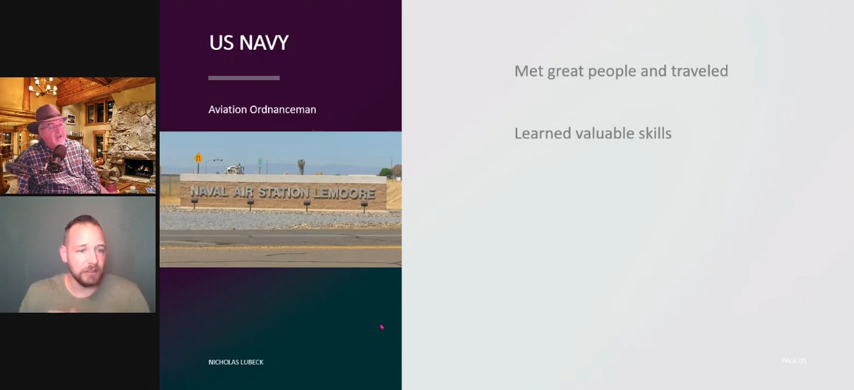 US NAVY
Aviation Ordnanceman
NAVAL AIR STATION LEMOORE
NICHOLAS LUBECK
Met great people and traveled
Learned valuable skills